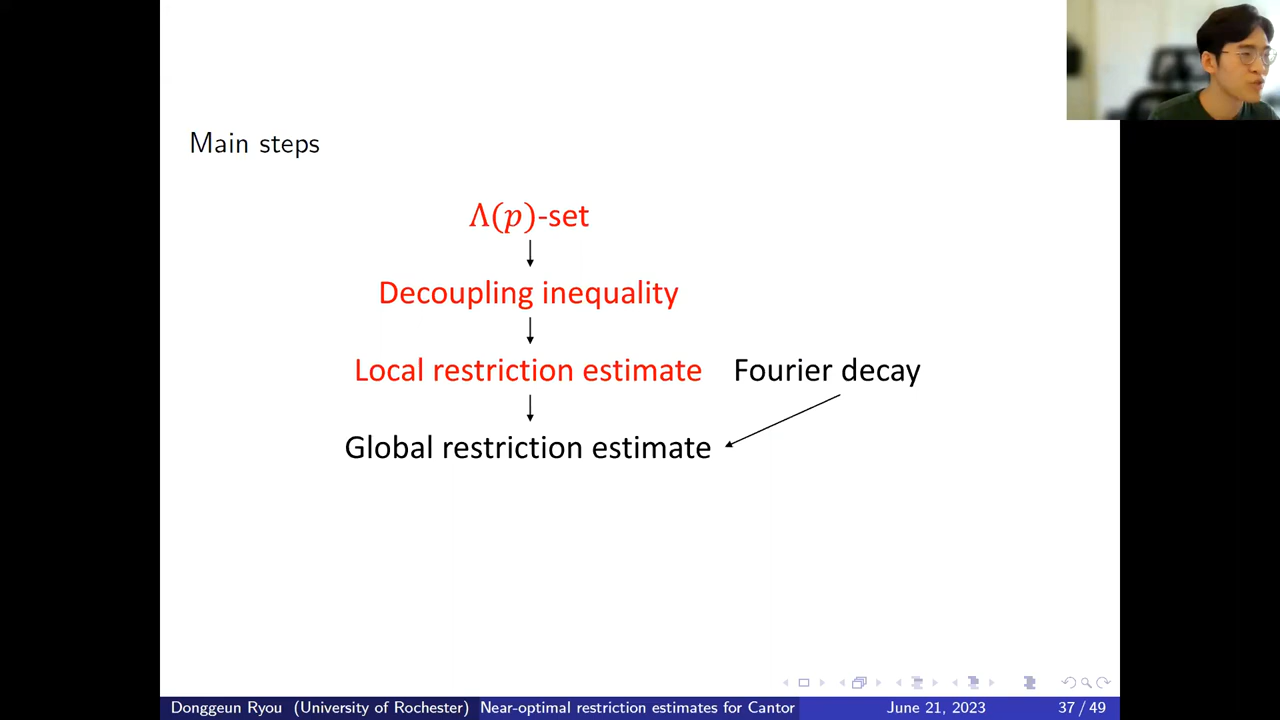 Main steps
Λ(p)-set
Decoupling inequality
Local restriction estimate Fourier decay
Global restriction estimate
Donggeun Ryou (University of Rochester) Near-optimal restriction estimates for Cantor June 21, 2023 37 / 49